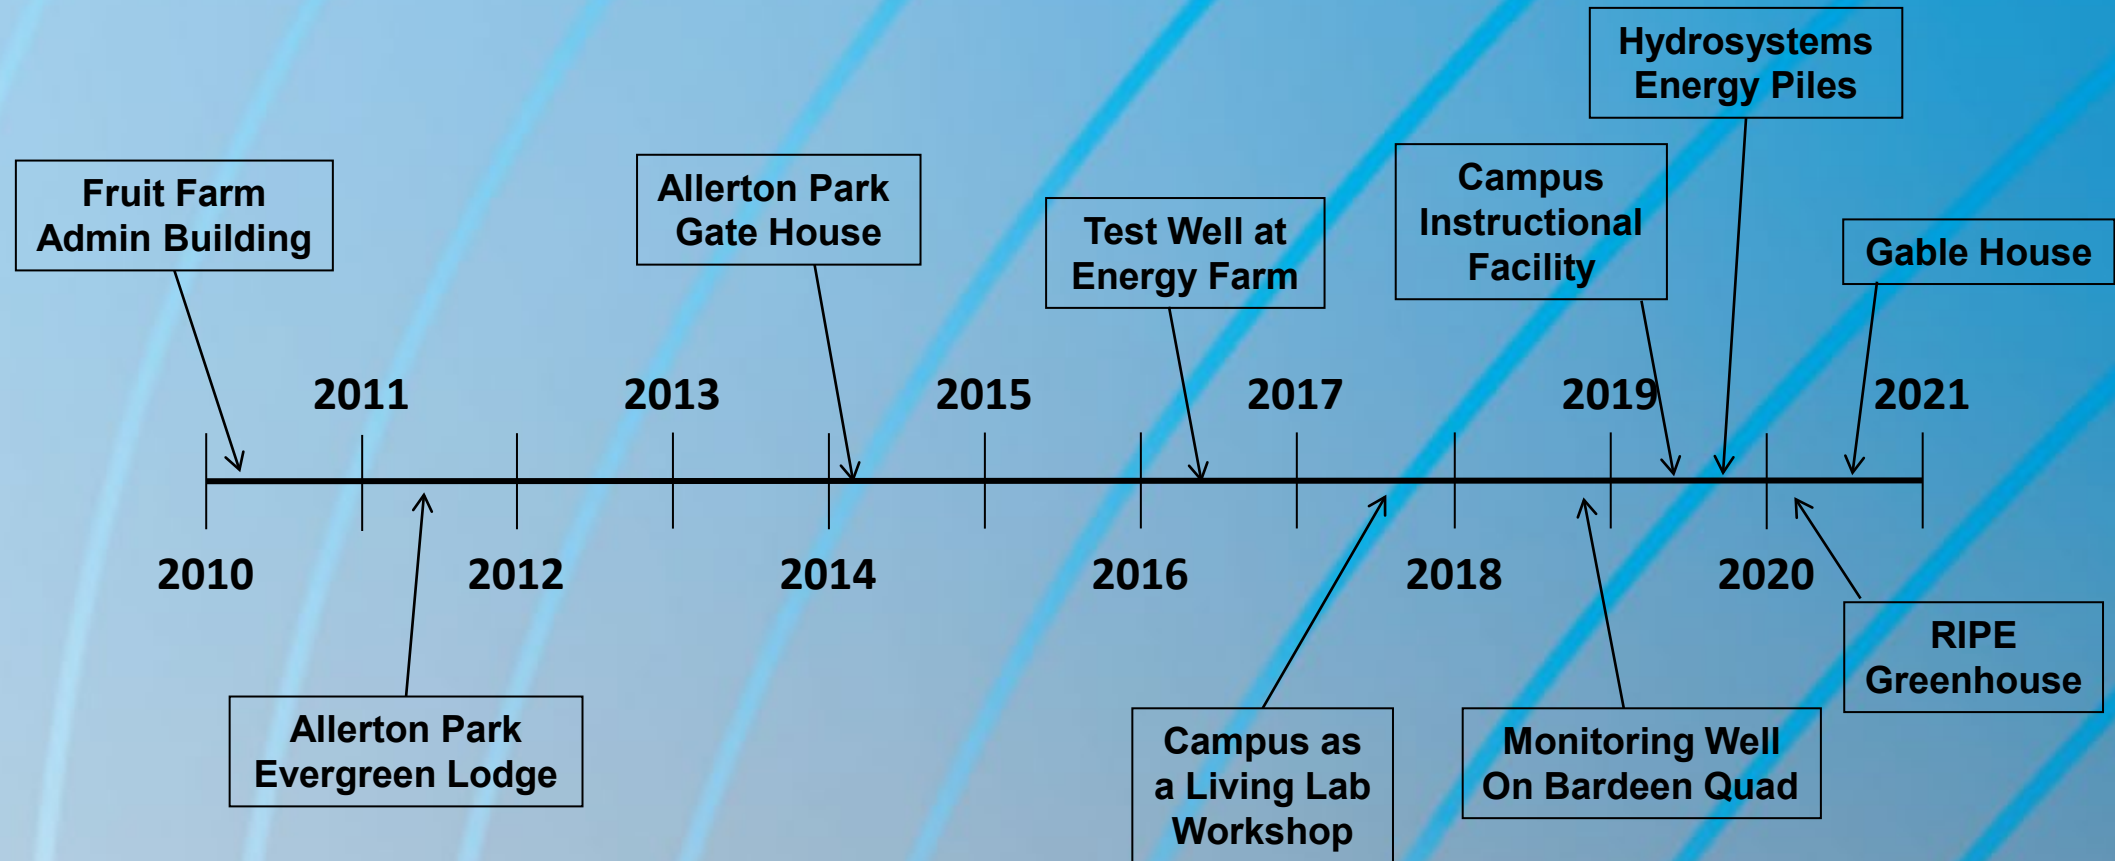 Hydrosystems
Energy Piles
Fruit Farm
Admin Building
Allerton Park
Gate House
Test Well at
Energy Farm
Campus
Instructional
Facility
Gable House
2011
2013
2015
2017
2019
2021
2010
2012
2014
2016
2018
2020
RIPE
Greenhouse
Allerton Park
Evergreen Lodge
Campus as
a Living Lab
Workshop
Monitoring Well
On Bardeen Quad